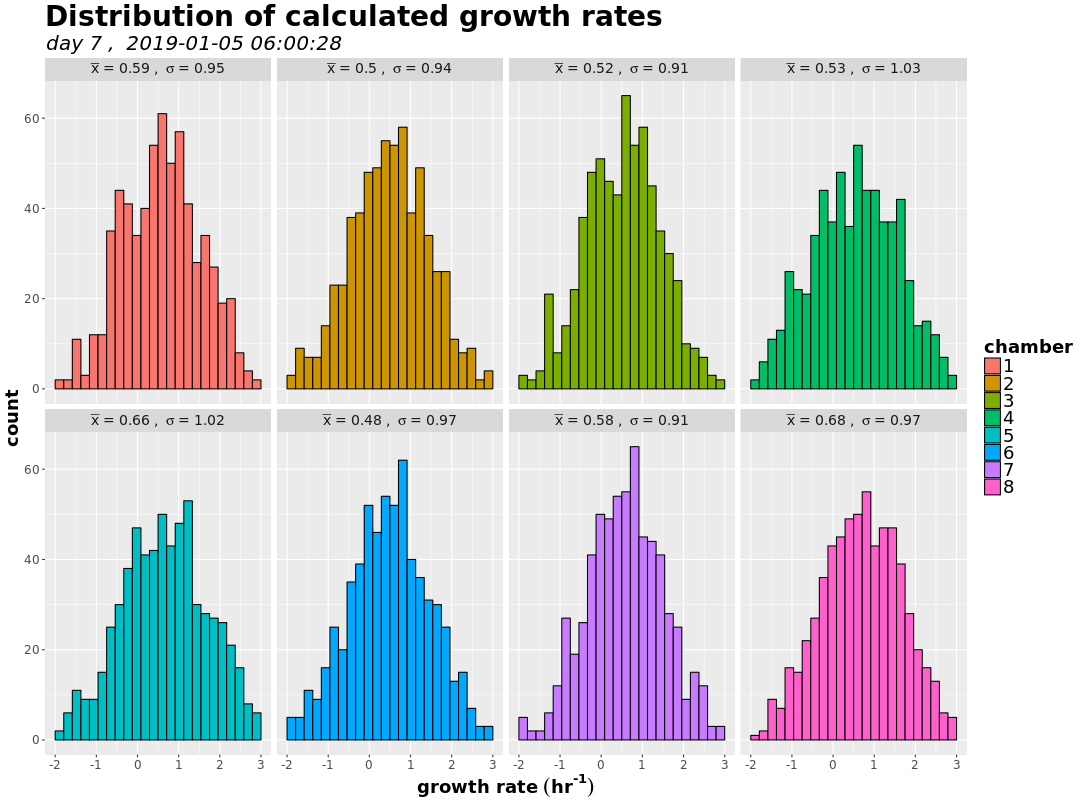 Distribution of calculated growth rates
day 7 , 2019-01-05 06:00:28
x̅ = 0.59 , σ = 0.95
x̅ = 0.5 , σ = 0.94
x̅ = 0.52 , σ = 0.91
x̅ = 0.53 , σ = 1.03
60
40
20
0
x̅ = 0.66 , σ = 1.02
x̅ = 0.48 , σ = 0.97
x̅ = 0.58 , σ = 0.91
x̅ = 0.68 , σ = 0.97
60
40
20
0
-2 -1 0 1 2 3
-2 -1 0 1 2 3
-2 -1 0 1 2 3
-2 -1 0 1 2 3
count
growth rate (hr⁻¹)
chamber
1
2
3
4
5
6
7
8